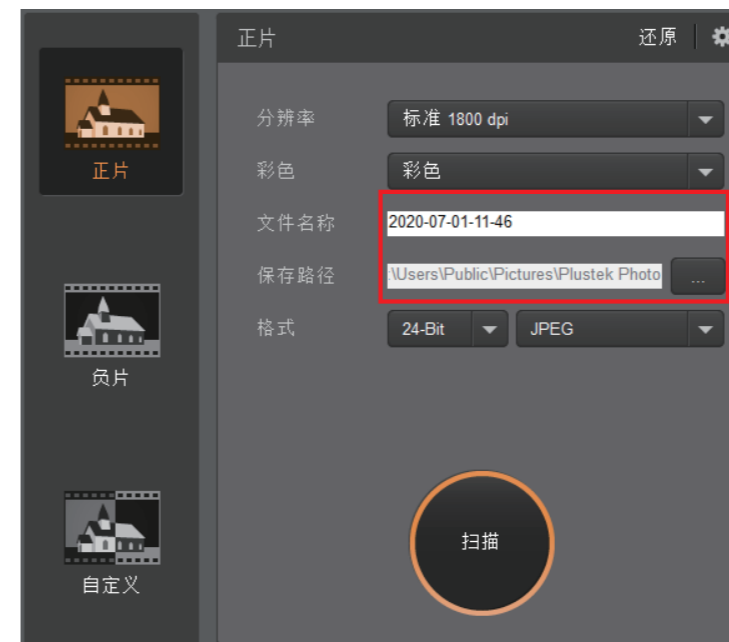 正片
还原
正片
分辨率
标准 1800 dpi
彩色
彩色
文件名称
2020-07-01-11-46
保存路径
:\Users\Public\Pictures\Plustek Photo
...
格式
24-Bit
JPEG
负片
扫描
自定义